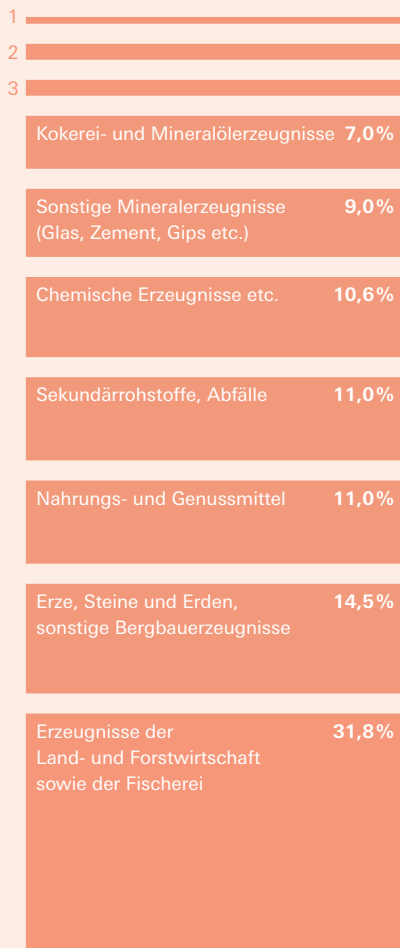 1
2
3
Kokerei- und Mineralölerzeugnisse 7,0%
Sonstige Mineralerzeugnisse 9,0%
(Glas, Zement, Gips etc.)
Chemische Erzeugnisse etc. 10,6%
Sekundärrohstoffe, Abfälle 11,0%
Nahrungs- und Genussmittel 11,0%
Erze, Steine und Erden, 14,5%
sonstige Bergbauerzeugnisse
Erzeugnisse der 31,8%
Land- und Forstwirtschaft
sowie der Fischerei